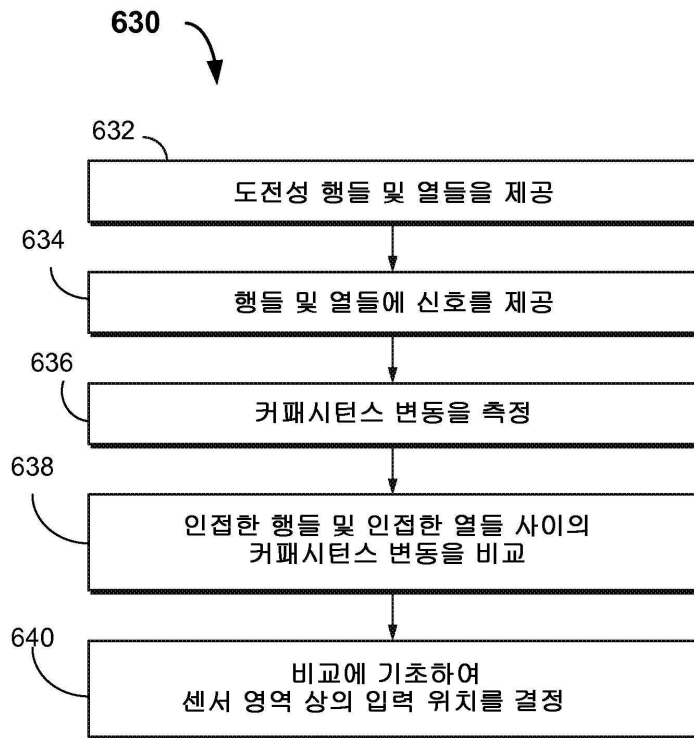 630
632
도전성 행들 및 열들을 제공
634
행들 및 열들에 신호를 제공
636
커패시턴스 변동을 측정
638
인접한 행들 및 인접한 열들 사이의
커패시턴스 변동을 비교
640
비교에 기초하여
센서 영역 상의 입력 위치를 결정